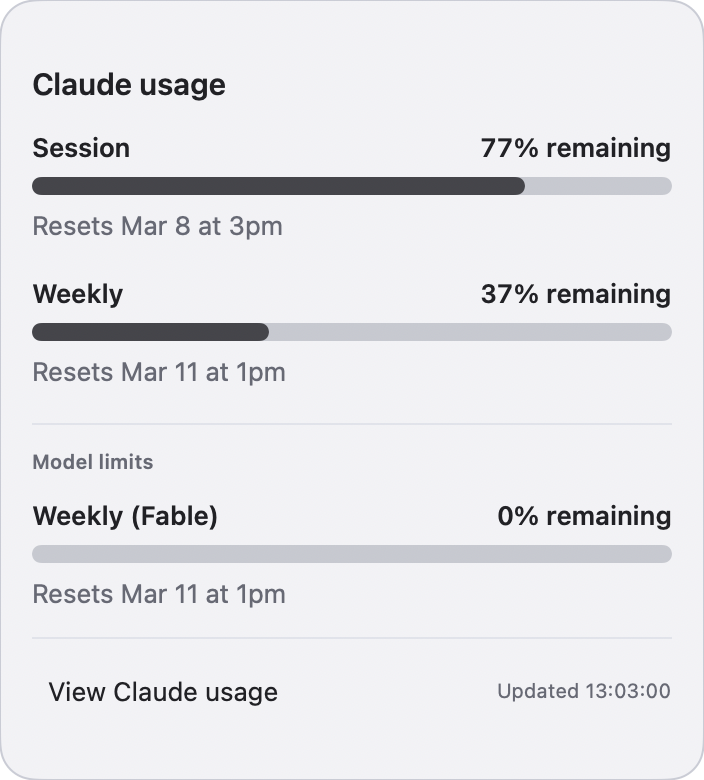 Claude usage
Session 77% remaining
Resets Mar 8 at 3pm
Weekly 37% remaining
Resets Mar 11 at 1pm
Model limits
Weekly (Fable) 0% remaining
Resets Mar 11 at 1pm
View Claude usage Updated 13:03:00